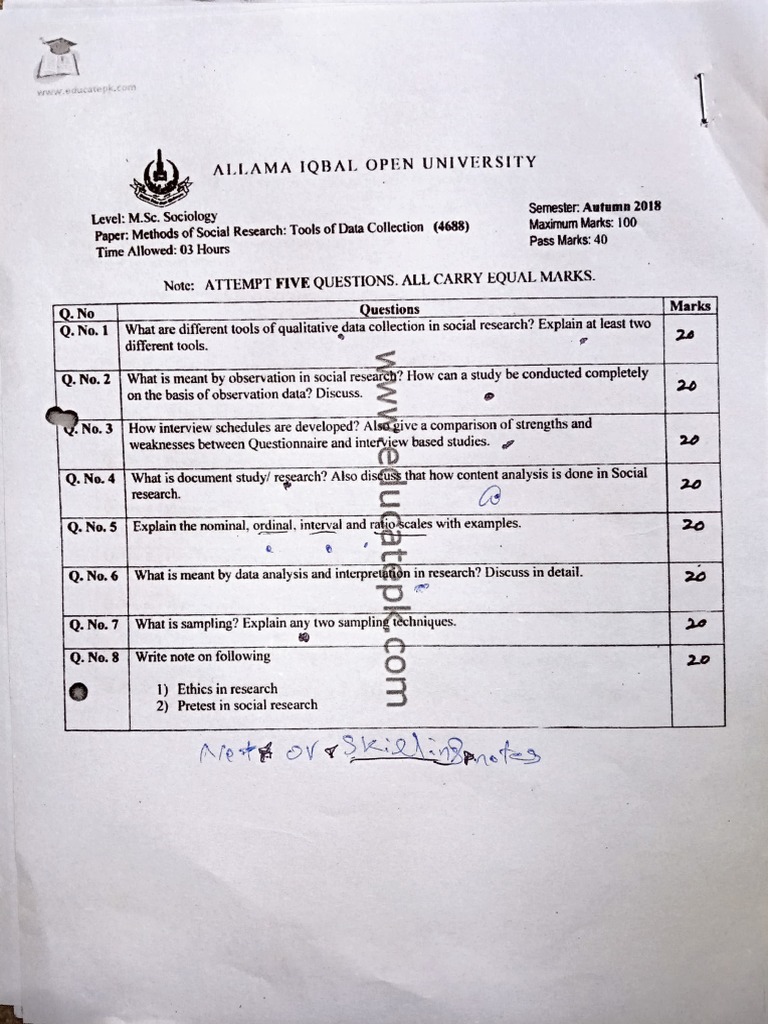 www.educatepk.com
ALLAMA IQBAL OPEN UNIVERSITY
Level: M.Sc. Sociology
Semester: Autumn 2018
Paper: Methods of Social Research: Tools of Data Collection (4688)
Maximum Marks: 100
Time Allowed: 03 Hours
Pass Marks: 40
Note: ATTEMPT FIVE QUESTIONS. ALL CARRY EQUAL MARKS.
Q. No Questions Marks
Q. No. 1 What are different tools of qualitative data collection in social research? Explain at least two 20
different tools.
Q. No. 2 What is meant by observation in social research? How can a study be conducted completely 20
on the basis of observation data? Discuss.
Q. No. 3 How interview schedules are developed? Also give a comparison of strengths and 20
weaknesses between Questionnaire and interview based studies.
Q. No. 4 What is document study/ research? Also discuss that how content analysis is done in Social 20
research.
Q. No. 5 Explain the nominal, ordinal, interval and ratio scales with examples. 20
Q. No. 6 What is meant by data analysis and interpretation in research? Discuss in detail. 20
Q. No. 7 What is sampling? Explain any two sampling techniques. 20
Q. No. 8 Write note on following 20
1) Ethics in research
2) Pretest in social research
www.educatepk.com
or
notes